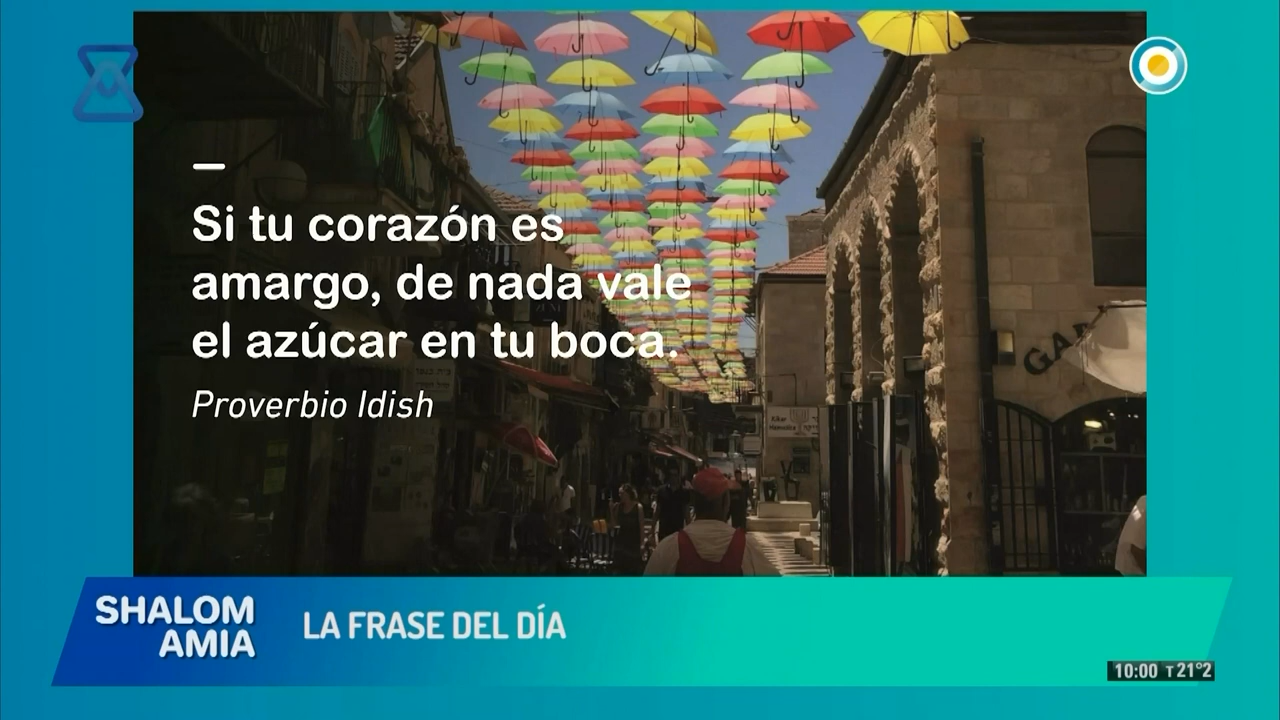 Si tu corazón es
amargo, de nada vale
el azúcar en tu boca.
Proverbio Idish
SHALOM
AMIA
LA FRASE DEL DÍA
10:00 T 21°2